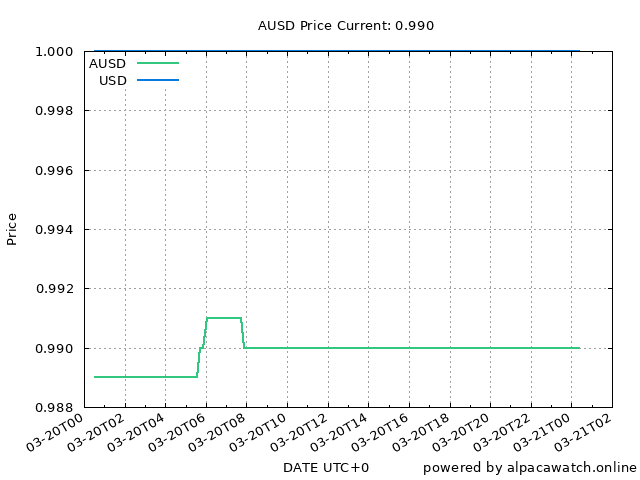 AUSD Price Current: 0.990
1.000
AUSD
USD
0.998
0.996
0.994
Price
0.992
0.990
0.988
03-20T00
03-20T02
03-20T04
03-20T06
03-20T08
03-20T10
03-20T12
03-20T14
03-20T16
03-20T18
03-20T20
03-20T22
03-21T00
03-21T02
DATE UTC+0
powered by alpacawatch.online